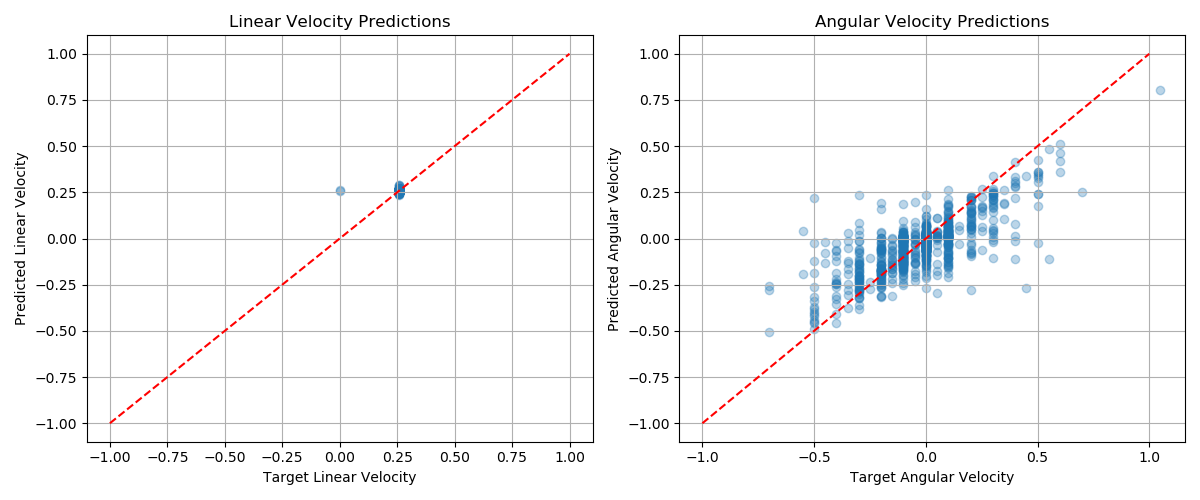 Linear Velocity Predictions
1.00
0.75
0.50
0.25
0.00
−0.25
−0.50
−0.75
−1.00
−1.00 −0.75 −0.50 −0.25 0.00 0.25 0.50 0.75 1.00
Target Linear Velocity
Predicted Linear Velocity
Angular Velocity Predictions
1.00
0.75
0.50
0.25
0.00
−0.25
−0.50
−0.75
−1.00
−1.0 −0.5 0.0 0.5 1.0
Target Angular Velocity
Predicted Angular Velocity